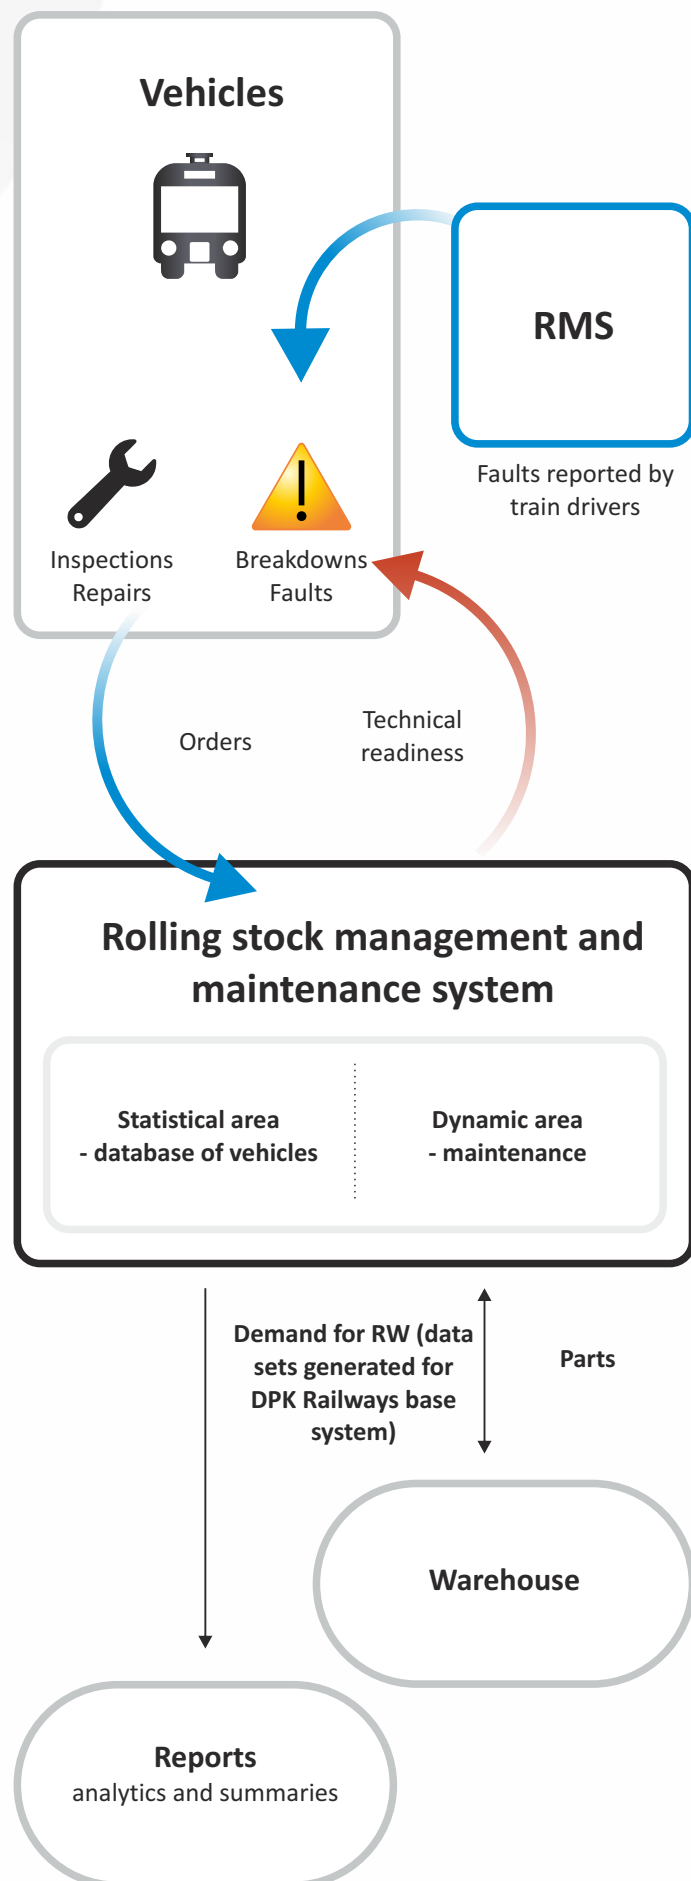 Vehicles
RMS
Faults reported by
train drivers
Inspections
Repairs
Breakdowns
Faults
Orders
Technical
readiness
Rolling stock management and
maintenance system
Statistical area
- database of vehicles
Dynamic area
- maintenance
Demand for RW (data
sets generated for
DPK Railways base
system)
Parts
Warehouse
Reports
analytics and summaries